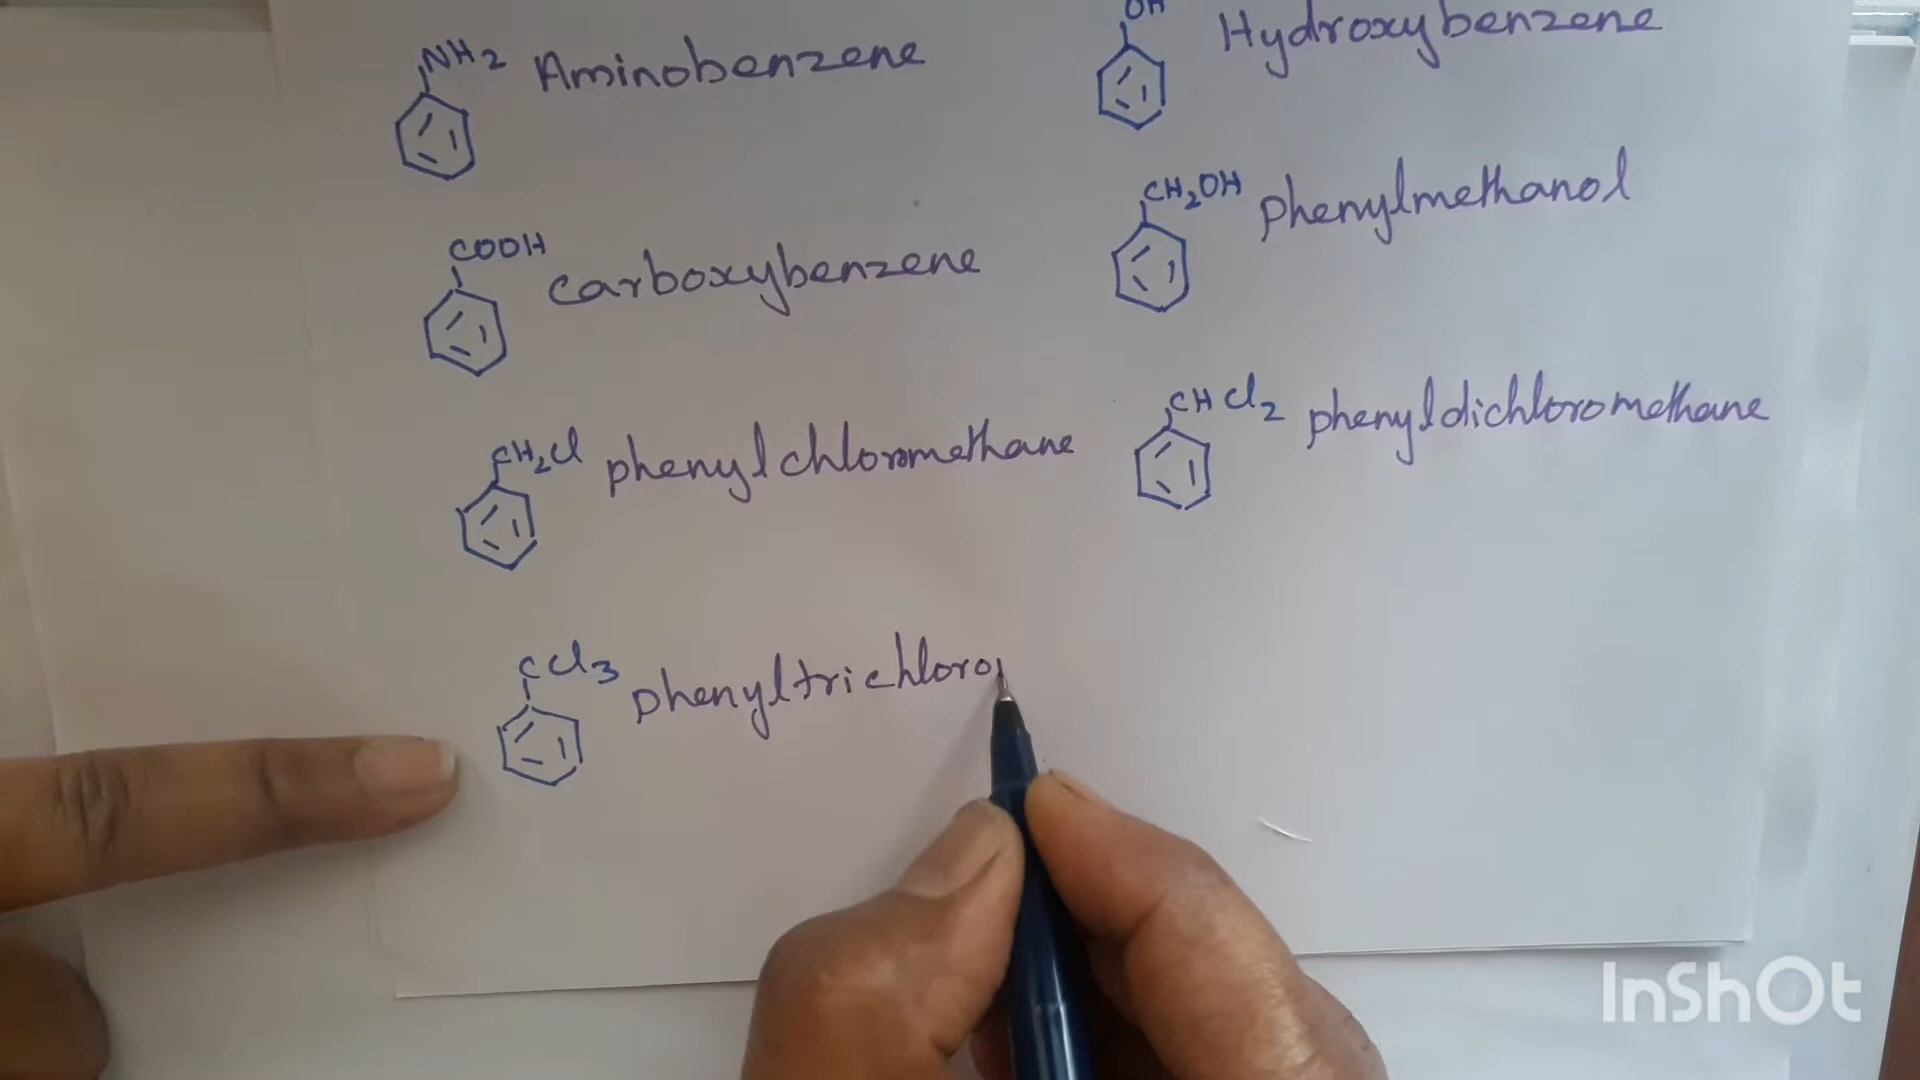 OH Hydroxybenzene
NH2 Aminobenzene
CH2OH phenylmethanol
COOH carboxybenzene
CHCl2 phenyldichloromethane
CH2Cl phenylchloromethane
CCl3 phenyltrichloro
InShOt